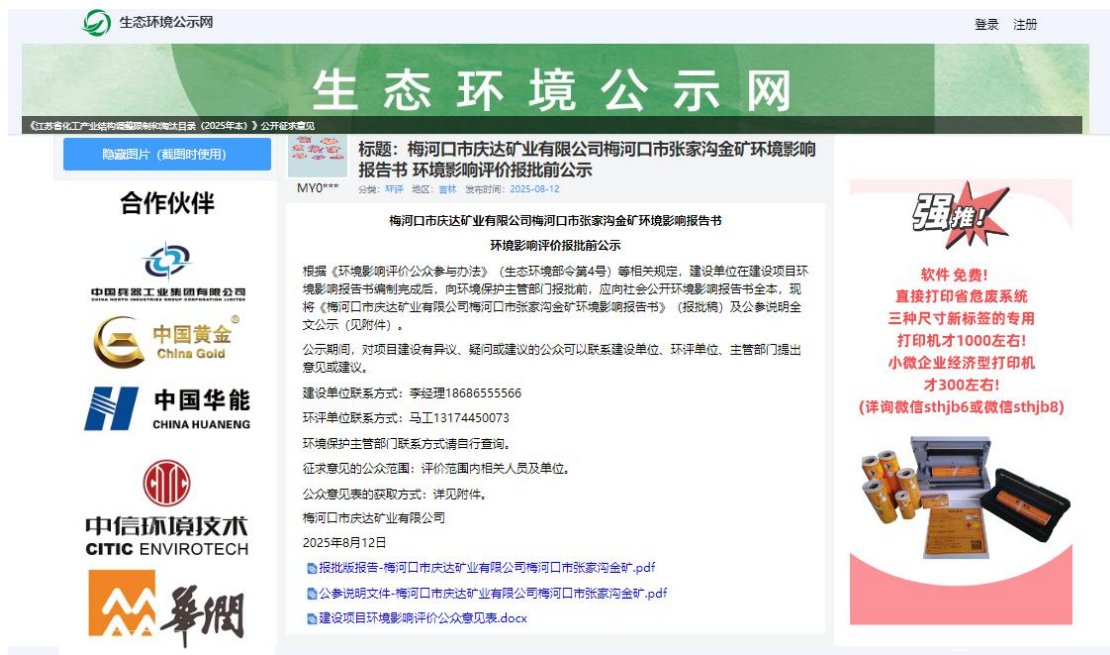 生态环境公示网
登录 注册
生态环境公示网
《江苏省化工产业结构调整限制和淘汰目录（2025年本）》公开征求意见
隐藏图片（截图时使用）
合作伙伴
中国兵器工业集团有限公司
CHINA NORTH INDUSTRIES GROUP CORPORATION LIMITED
中国黄金®
China Gold
中国华能
CHINA HUANENG
中信环境技术
CITIC ENVIROTECH
華潤
MY0***
标题：梅河口市庆达矿业有限公司梅河口市张家沟金矿环境影响
报告书 环境影响评价报批前公示
分类：环评 地区：吉林 发布时间：2025-08-12
梅河口市庆达矿业有限公司梅河口市张家沟金矿环境影响报告书
环境影响评价报批前公示
根据《环境影响评价公众参与办法》（生态环境部令第4号）等相关规定，建设单位在建设项目环
境影响报告书编制完成后，向环境保护主管部门报批前，应向社会公开环境影响报告书全本，现
将《梅河口市庆达矿业有限公司梅河口市张家沟金矿环境影响报告书》（报批稿）及公参说明全
文公示（见附件）。
公示期间，对项目建设有异议、疑问或建议的公众可以联系建设单位、环评单位、主管部门提出
意见或建议。
建设单位联系方式：李经理18686555566
环评单位联系方式：马工13174450073
环境保护主管部门联系方式请自行查询。
征求意见的公众范围：评价范围内相关人员及单位。
公众意见表的获取方式：详见附件。
梅河口市庆达矿业有限公司
2025年8月12日
报批版报告-梅河口市庆达矿业有限公司梅河口市张家沟金矿.pdf
公参说明文件-梅河口市庆达矿业有限公司梅河口市张家沟金矿.pdf
建设项目环境影响评价公众意见表.docx
强推!
软件 免费!
直接打印省危废系统
三种尺寸新标签的专用
打印机才1000左右!
小微企业经济型打印机
才300左右!
(详询微信sthjb6或微信sthjb8)